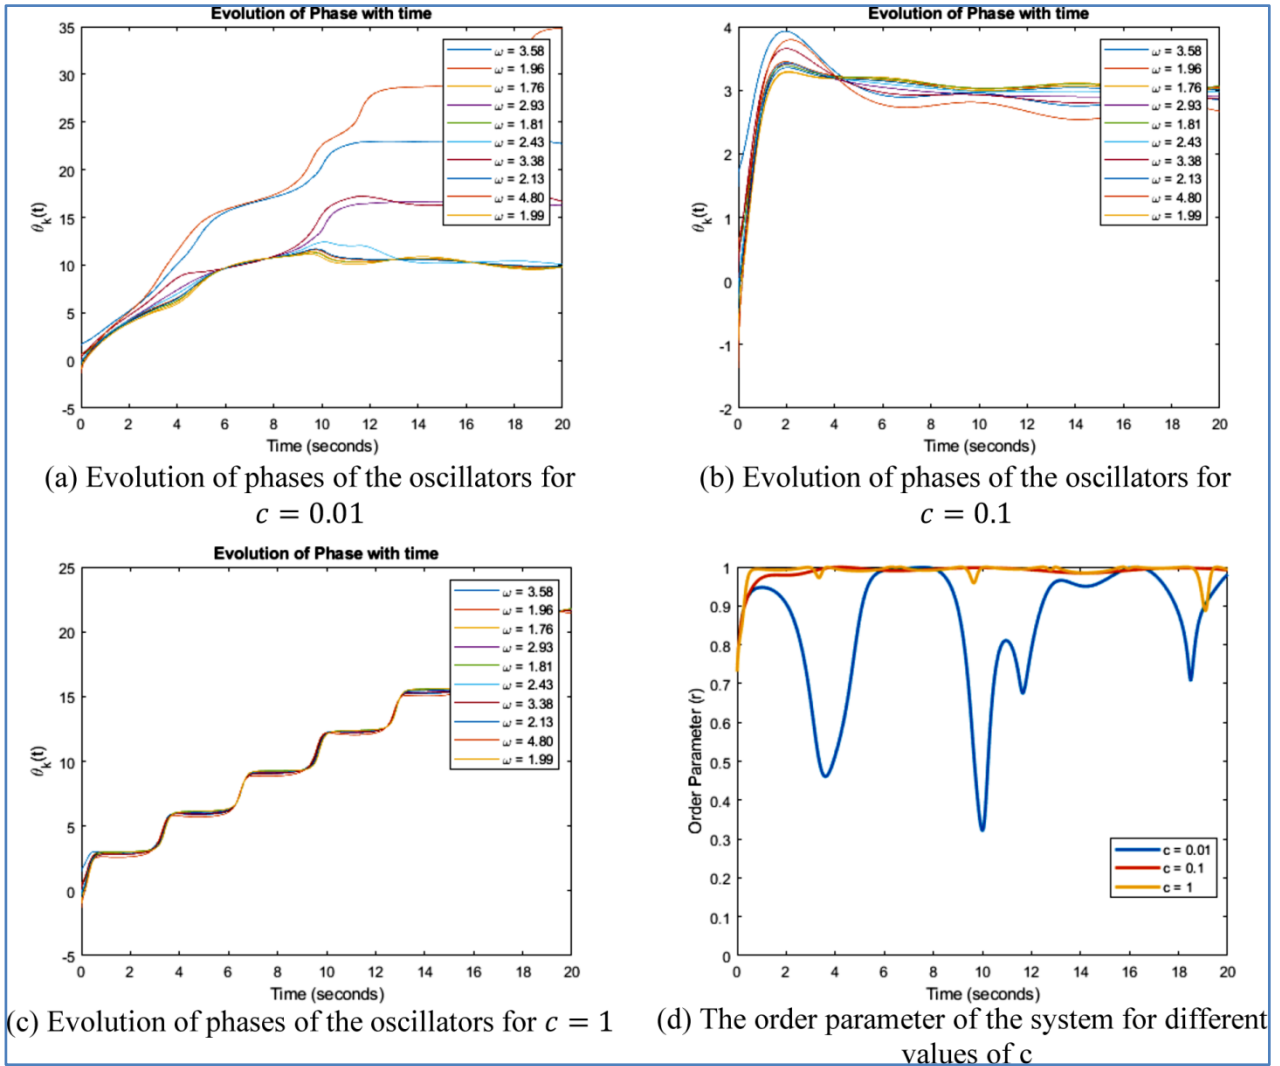 Evolution of Phase with time
35
30
25
20
15
10
5
0
-5
θk(t)
0 2 4 6 8 10 12 14 16 18 20
Time (seconds)
ω = 3.58
ω = 1.96
ω = 1.76
ω = 2.93
ω = 1.81
ω = 2.43
ω = 3.38
ω = 2.13
ω = 4.80
ω = 1.99
(a) Evolution of phases of the oscillators for
c = 0.01
Evolution of Phase with time
4
3
2
1
0
-1
-2
θk(t)
0 2 4 6 8 10 12 14 16 18 20
Time (seconds)
ω = 3.58
ω = 1.96
ω = 1.76
ω = 2.93
ω = 1.81
ω = 2.43
ω = 3.38
ω = 2.13
ω = 4.80
ω = 1.99
(b) Evolution of phases of the oscillators for
c = 0.1
Evolution of Phase with time
25
20
15
10
5
0
-5
θk(t)
0 2 4 6 8 10 12 14 16 18 20
Time (seconds)
ω = 3.58
ω = 1.96
ω = 1.76
ω = 2.93
ω = 1.81
ω = 2.43
ω = 3.38
ω = 2.13
ω = 4.80
ω = 1.99
(c) Evolution of phases of the oscillators for c = 1
1
0.9
0.8
0.7
0.6
0.5
0.4
0.3
0.2
0.1
0
Order Parameter (r)
0 2 4 6 8 10 12 14 16 18 20
Time (seconds)
c = 0.01
c = 0.1
c = 1
(d) The order parameter of the system for different
values of c